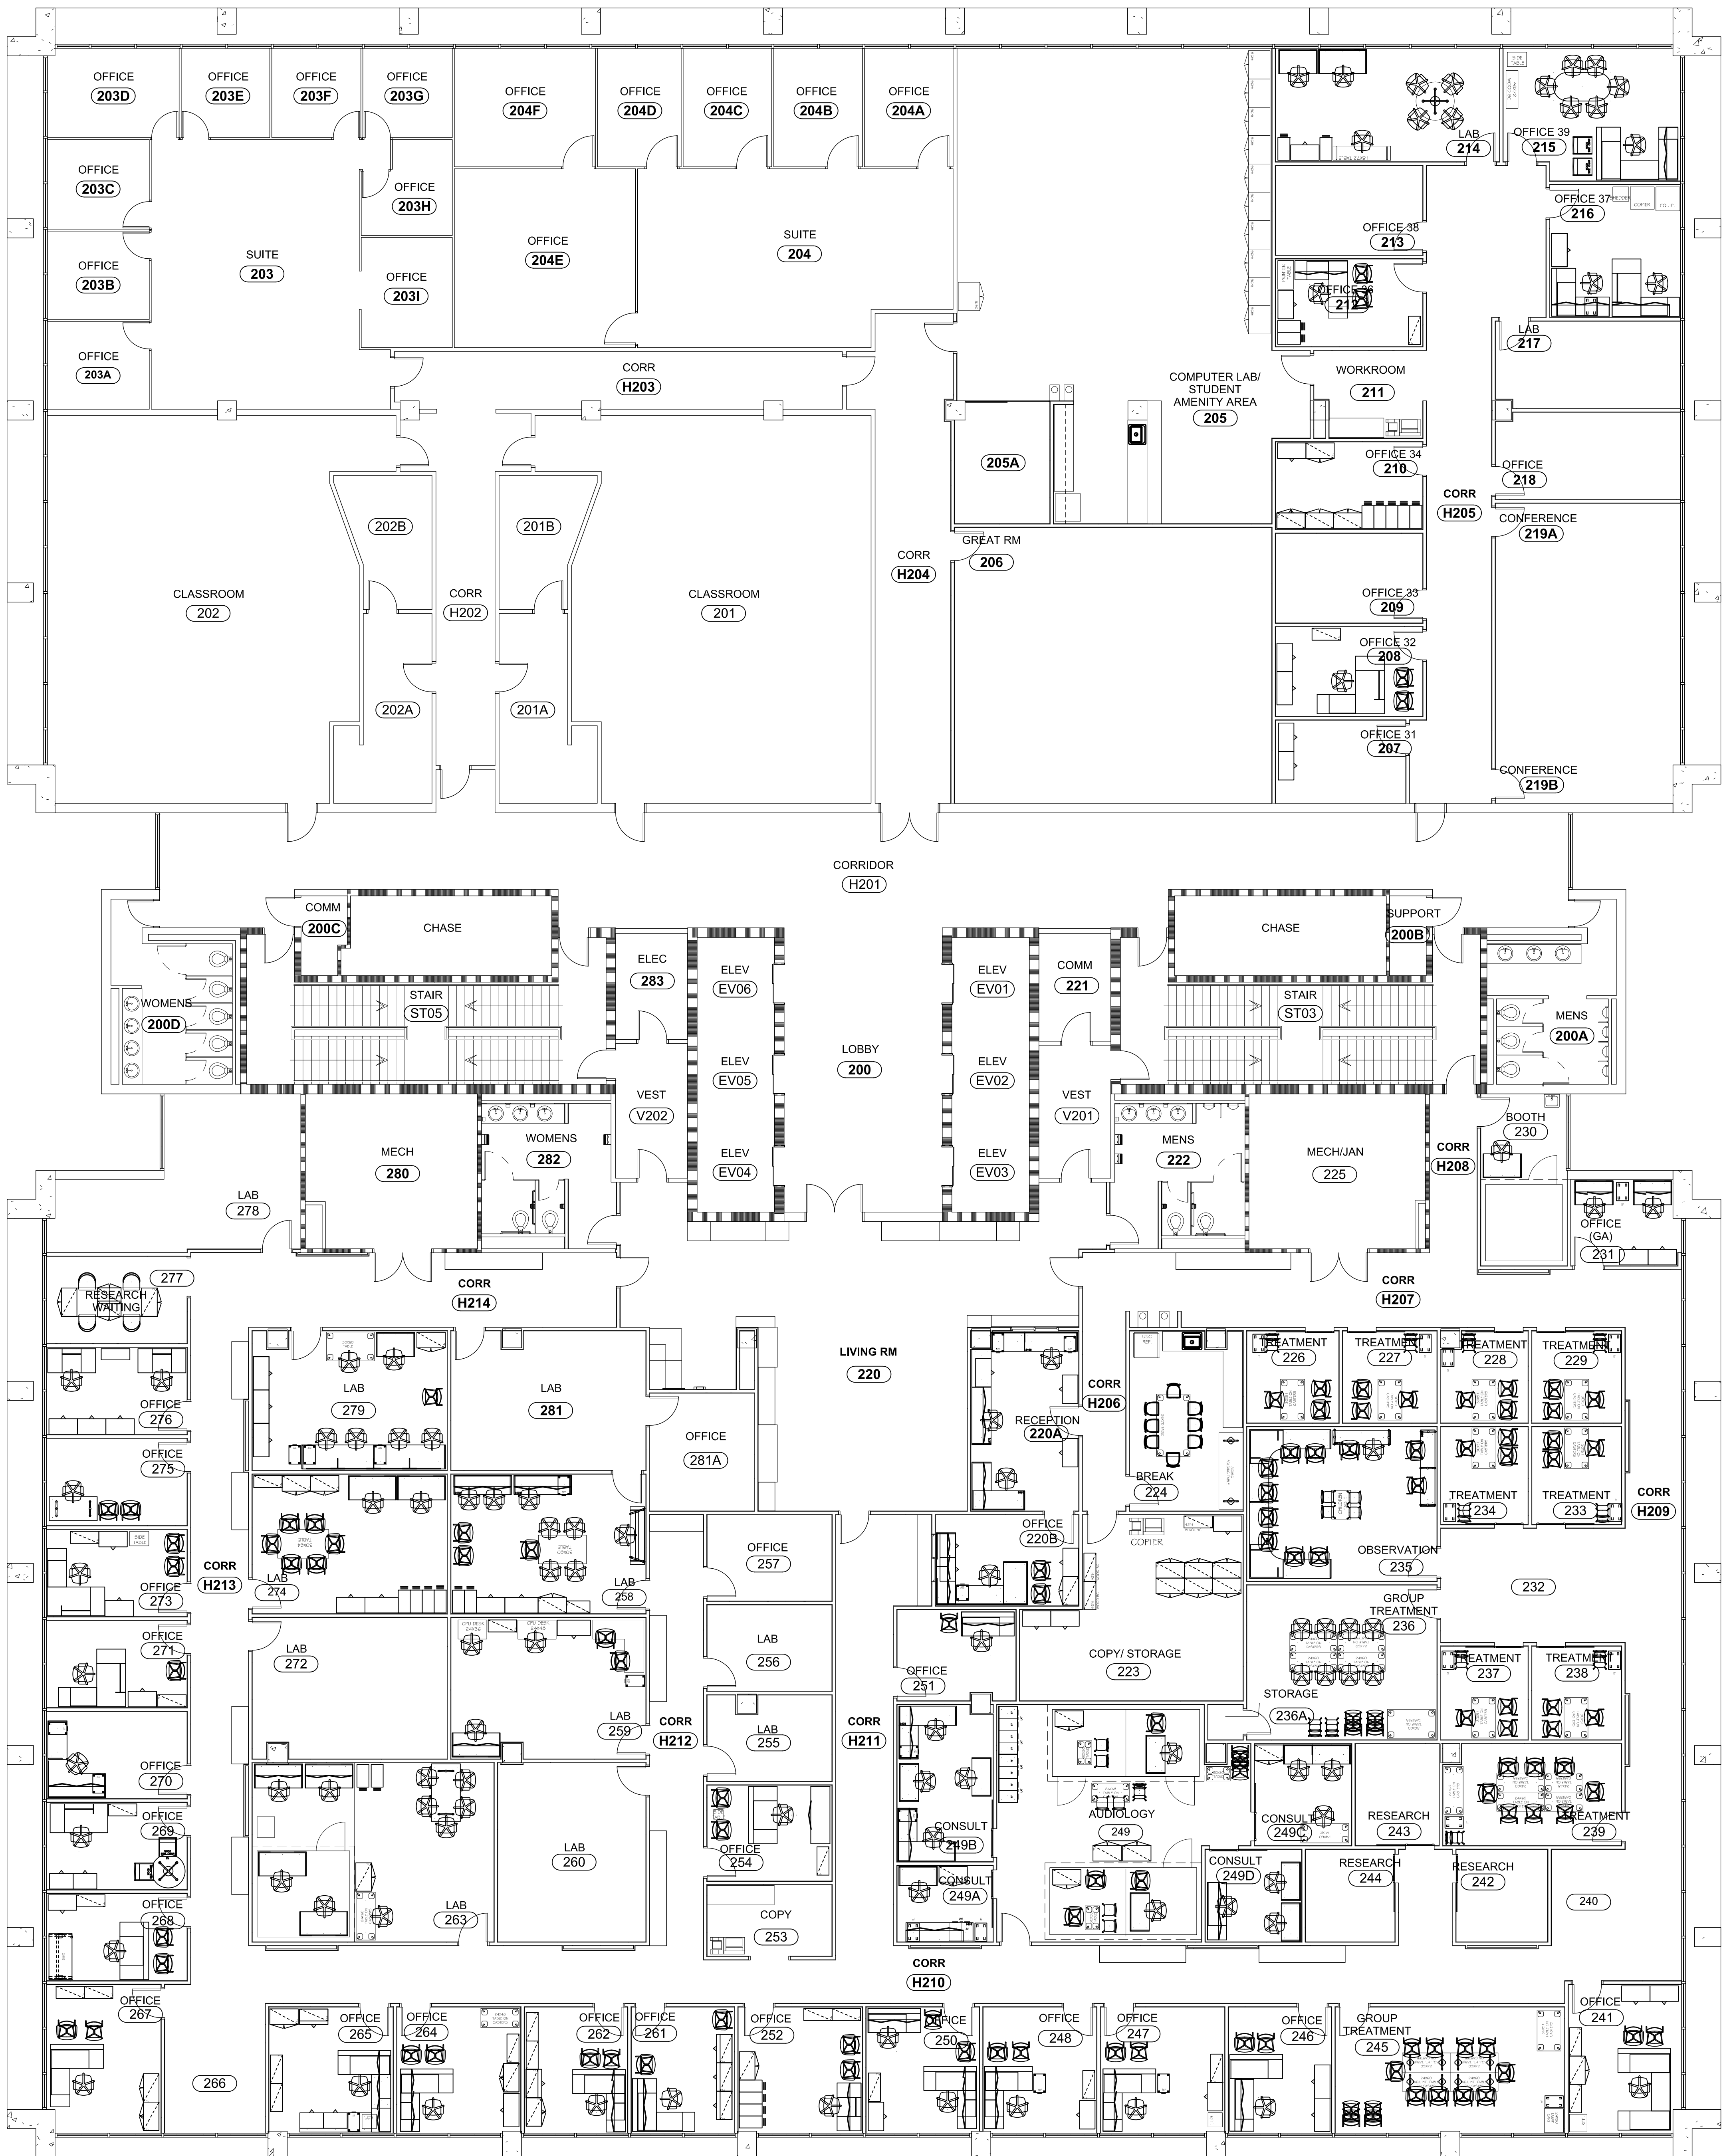 OFFICE
203D
OFFICE
203E
OFFICE
203F
OFFICE
203G
OFFICE
204F
OFFICE
204D
OFFICE
204C
OFFICE
204B
OFFICE
204A
SIDE
TABLE
LAB
214
OFFICE 39
215
OFFICE
203C
OFFICE
203H
OFFICE 37
216
COPIER
EQUIP.
OFFICE
203B
SUITE
203
OFFICE
203I
OFFICE
204E
SUITE
204
OFFICE 38
213
PRINTER
TABLE
OFFICE 36
212
OFFICE
203A
CORR
H203
COMPUTER LAB/
STUDENT
AMENITY AREA
205
WORKROOM
211
LAB
217
205A
OFFICE 34
210
OFFICE
218
202B
201B
CORR
H205
CONFERENCE
219A
GREAT RM
206
CORR
H204
CLASSROOM
202
CORR
H202
CLASSROOM
201
OFFICE 33
209
OFFICE 32
208
202A
201A
OFFICE 31
207
CONFERENCE
219B
CORRIDOR
H201
COMM
200C
CHASE
CHASE
SUPPORT
200B
ELEC
283
ELEV
EV06
ELEV
EV01
COMM
221
WOMENS
200D
STAIR
ST05
STAIR
ST03
MENS
200A
ELEV
EV05
LOBBY
200
ELEV
EV02
VEST
V202
VEST
V201
BOOTH
230
MECH
280
WOMENS
282
ELEV
EV04
ELEV
EV03
MENS
222
MECH/JAN
225
CORR
H208
LAB
278
OFFICE
(GA)
231
277
RESEARCH
WAITING
CORR
H214
CORR
H207
LIVING RM
220
OFFICE
276
LAB
279
LAB
281
OFFICE
281A
RECEPTION
220A
CORR
H206
TREATMENT
226
TREATMENT
227
TREATMENT
228
TREATMENT
229
OFFICE
275
BREAK
224
TREATMENT
234
TREATMENT
233
CORR
H209
SIDE
TABLE
OFFICE
273
CORR
H213
LAB
274
LAB
258
OFFICE
257
OFFICE
220B
COPIER
OBSERVATION
235
232
OFFICE
271
LAB
272
CPU DESK
24X36
CPU DESK
24X48
LAB
259
LAB
256
OFFICE
251
COPY/ STORAGE
223
GROUP
TREATMENT
236
STORAGE
236A
TREATMENT
237
TREATMENT
238
OFFICE
270
CORR
H212
LAB
255
CORR
H211
OFFICE
269
LAB
260
OFFICE
254
CONSULT
249B
AUDIOLOGY
249
CONSULT
249C
RESEARCH
243
TREATMENT
239
OFFICE
268
LAB
263
COPY
253
CONSULT
249A
CONSULT
249D
RESEARCH
244
RESEARCH
242
240
CORR
H210
OFFICE
267
266
OFFICE
265
OFFICE
264
OFFICE
262
OFFICE
261
OFFICE
252
OFFICE
250
OFFICE
248
OFFICE
247
OFFICE
246
GROUP
TREATMENT
245
OFFICE
241